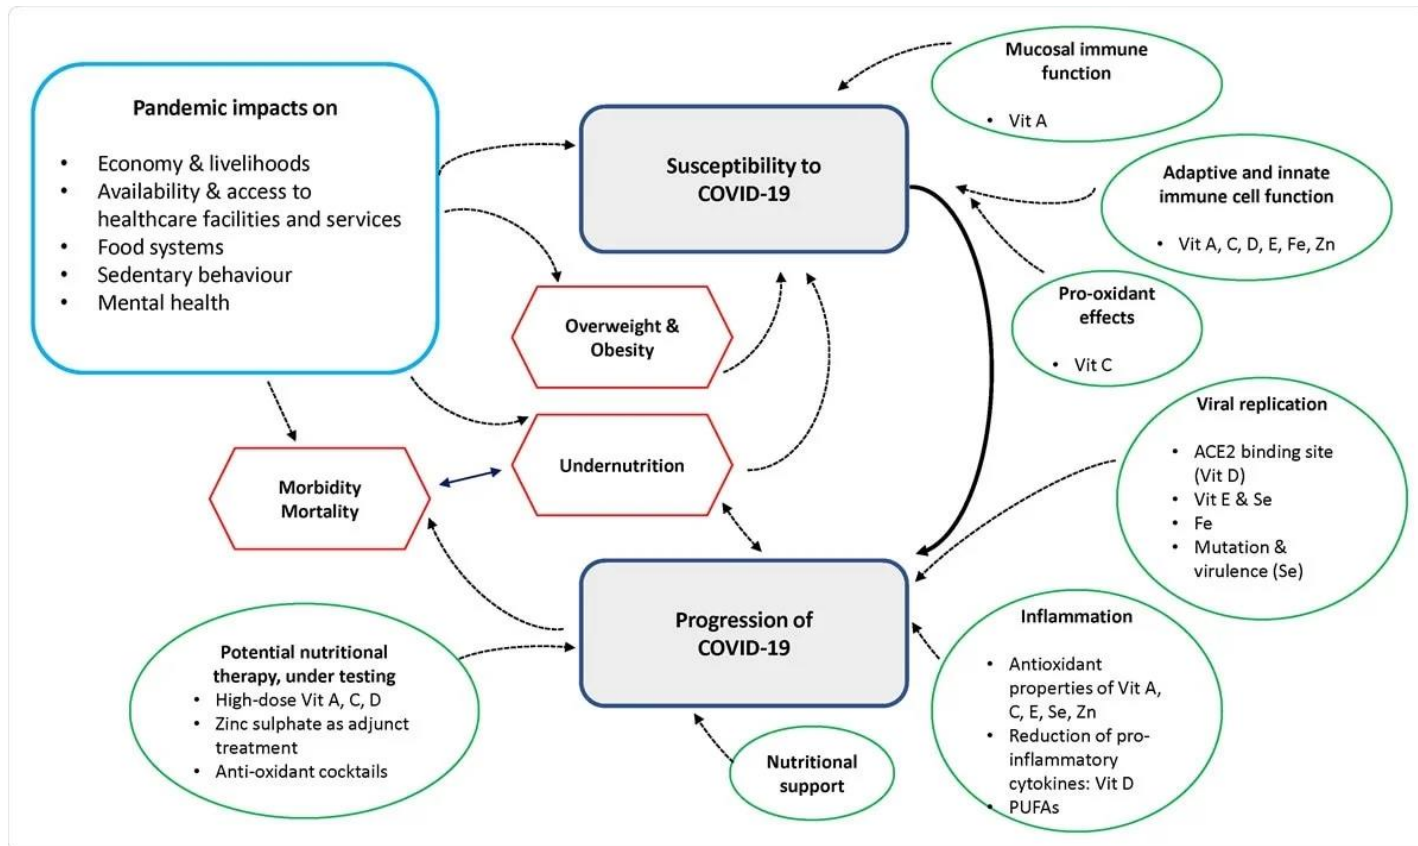 Pandemic impacts on
• Economy & livelihoods
• Availability & access to
healthcare facilities and services
• Food systems
• Sedentary behaviour
• Mental health
Susceptibility to
COVID-19
Mucosal immune
function
• Vit A
Adaptive and innate
immune cell function
• Vit A, C, D, E, Fe, Zn
Pro-oxidant
effects
• Vit C
Overweight &
Obesity
Undernutrition
Morbidity
Mortality
Viral replication
• ACE2 binding site
(Vit D)
• Vit E & Se
• Fe
• Mutation &
virulence (Se)
Progression of
COVID-19
Inflammation
• Antioxidant
properties of Vit A,
C, E, Se, Zn
• Reduction of pro-
inflammatory
cytokines: Vit D
• PUFAs
Potential nutritional
therapy, under testing
• High-dose Vit A, C, D
• Zinc sulphate as adjunct
treatment
• Anti-oxidant cocktails
Nutritional
support